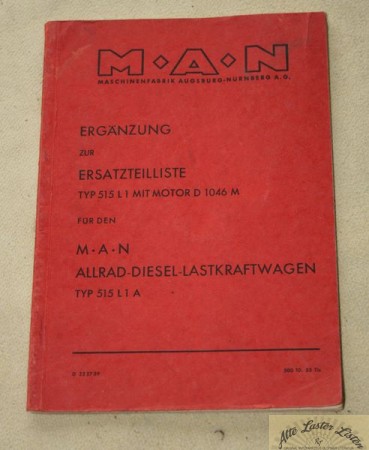 M·A·N
MASCHINENFABRIK AUGSBURG-NÜRNBERG A.G.
ERGÄNZUNG
ZUR
ERSATZTEILLISTE
TYP 515 L 1 MIT MOTOR D 1046 M
FÜR DEN
M·A·N
ALLRAD-DIESEL-LASTKRAFTWAGEN
TYP 515 L 1 A
Alte Laster Listen